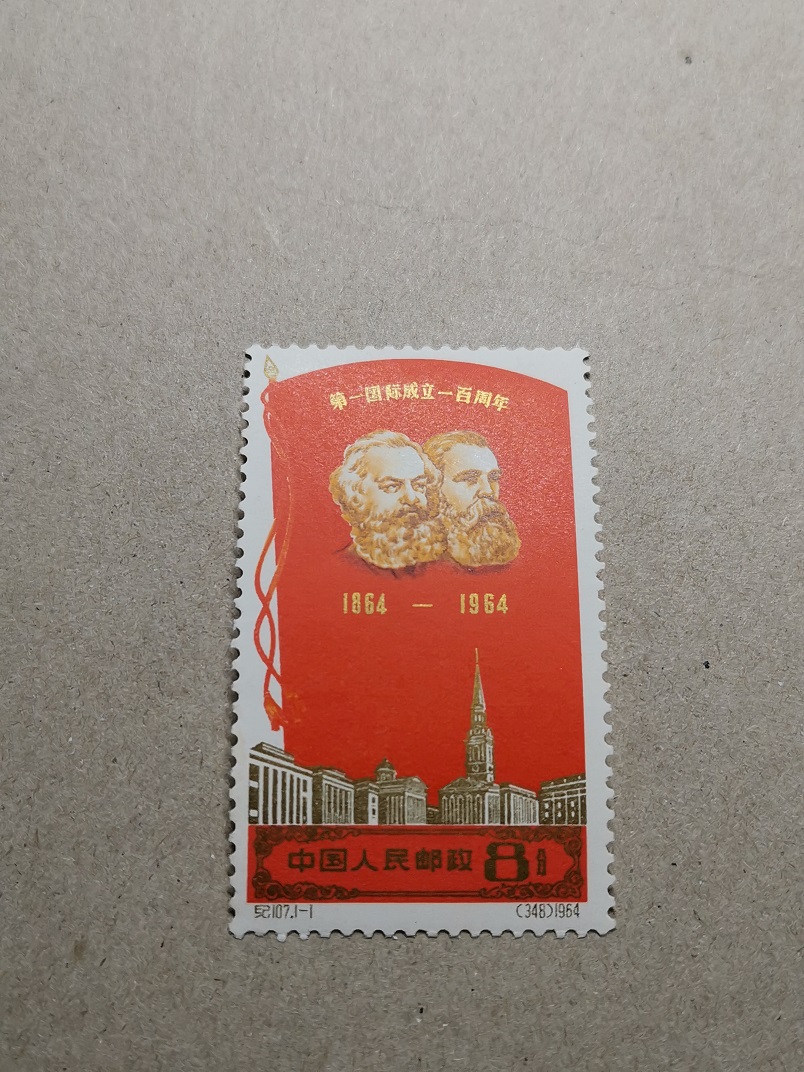 第一国际成立一百周年
1864 — 1964
中国人民邮政 8分
纪107.1-1 (348)1964